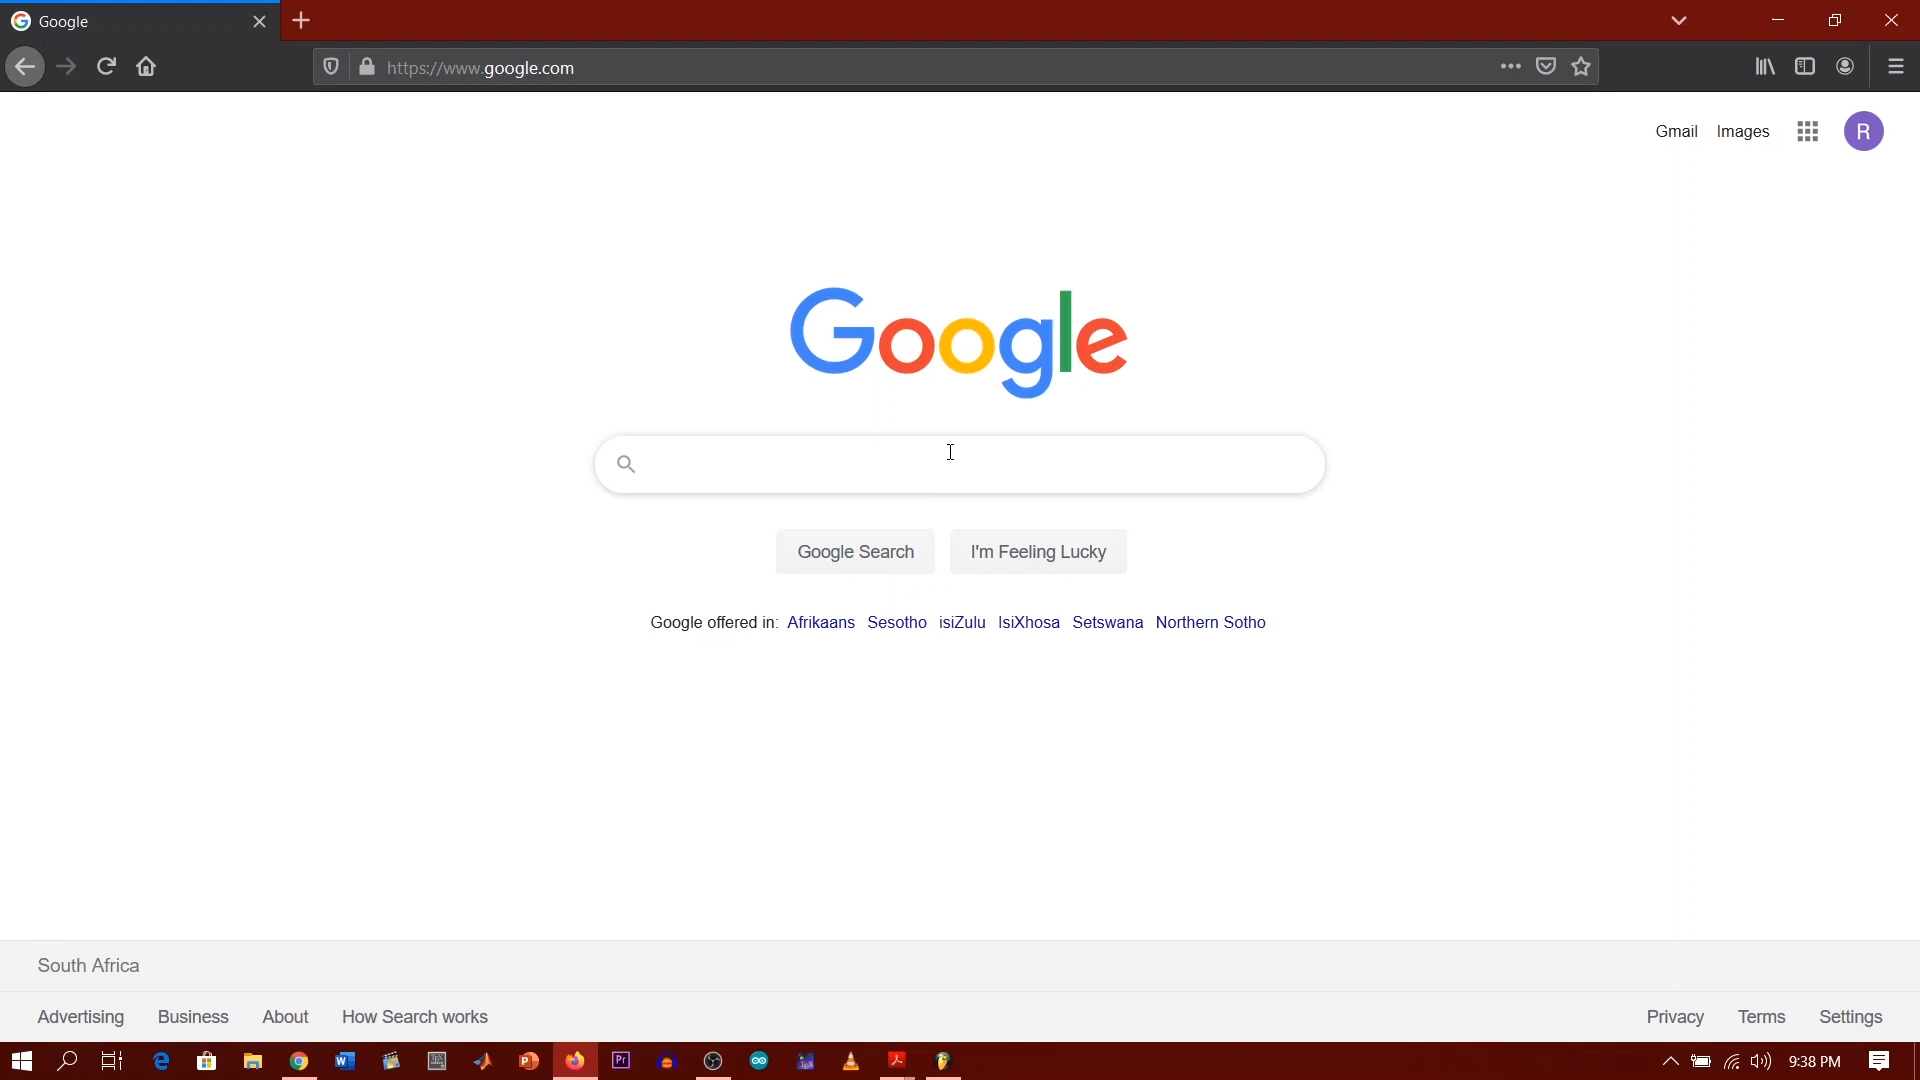 Google
https://www.google.com
Gmail Images
R
Google
Google Search I'm Feeling Lucky
Google offered in: Afrikaans Sesotho isiZulu IsiXhosa Setswana Northern Sotho
South Africa
Advertising Business About How Search works Privacy Terms Settings
9:38 PM